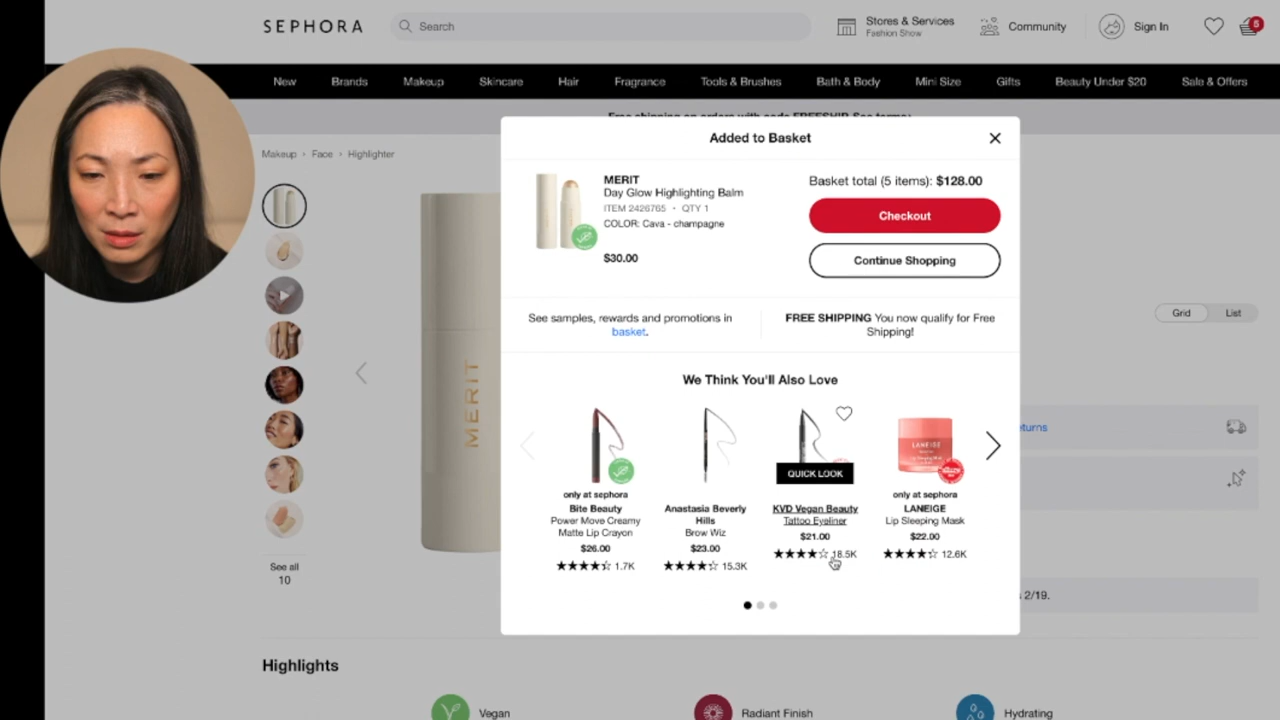 SEPHORA
Search
Stores & Services
Fashion Show
Community
Sign In
5
New
Brands
Makeup
Skincare
Hair
Fragrance
Tools & Brushes
Bath & Body
Mini Size
Gifts
Beauty Under $20
Sale & Offers
Makeup > Face > Highlighter
Added to Basket
MERIT
Day Glow Highlighting Balm
ITEM 2426765 • QTY 1
COLOR: Cava - champagne
$30.00
Basket total (5 items): $128.00
Checkout
Continue Shopping
See samples, rewards and promotions in
basket.
FREE SHIPPING You now qualify for Free
Shipping!
We Think You'll Also Love
only at sephora
Bite Beauty
Power Move Creamy
Matte Lip Crayon
$26.00
1.7K
Anastasia Beverly
Hills
Brow Wiz
$23.00
15.3K
QUICK LOOK
KVD Vegan Beauty
Tattoo Eyeliner
$21.00
18.5K
LANEIGE
only at sephora
LANEIGE
Lip Sleeping Mask
$22.00
12.6K
MERIT
See all
10
Grid
List
2/19.
Highlights
Vegan
Radiant Finish
Hydrating